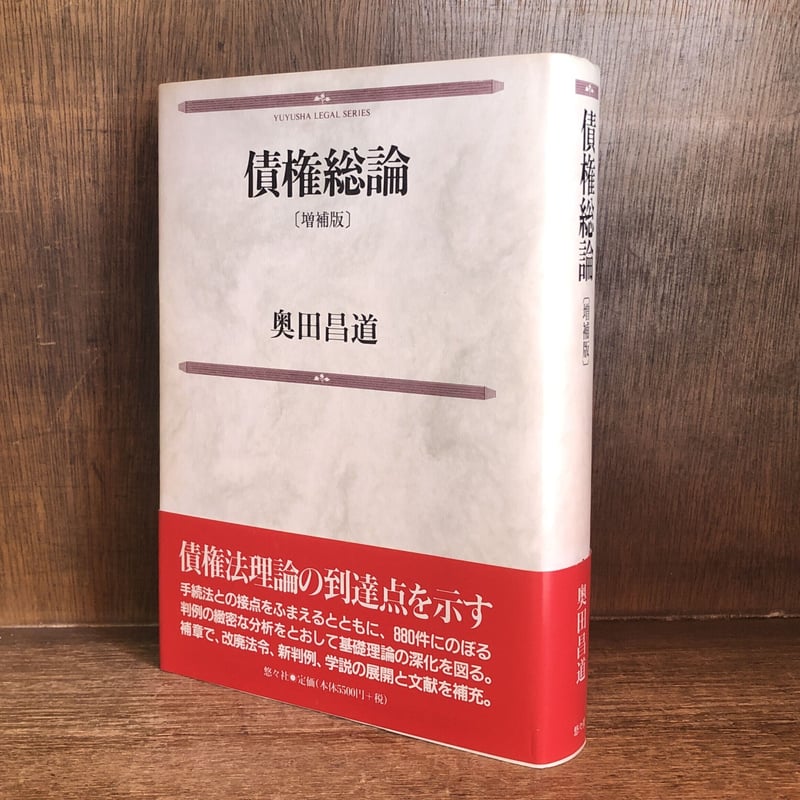 YUYUSHA LEGAL SERIES
債権総論
〔増補版〕
奥田昌道
債権法理論の到達点を示す
手続法との接点をふまえるとともに、880件にのぼる
判例の緻密な分析をとおして基礎理論の深化を図る。
補章で、改廃法令、新判例、学説の展開と文献を補充。
悠々社●定価(本体5500円+税)
債権総論
〔増補版〕
奥田昌道
悠々